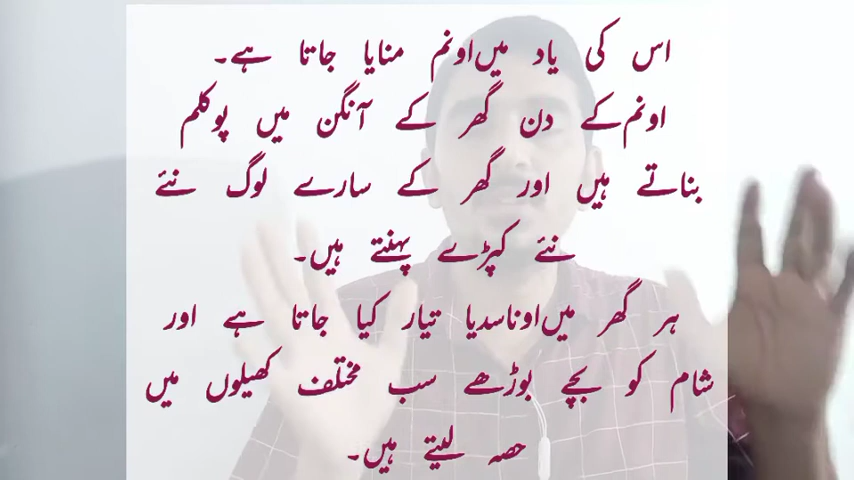 اس کی یاد میں اونم منایا جاتا ہے۔
اونم کے دن گھر کے آنگن میں پوکلم
بناتے ہیں اور گھر کے سارے لوگ نئے
نئے کپڑے پہنتے ہیں۔
ہر گھر میں اوناسدیا تیار کیا جاتا ہے اور
شام کو بچے بوڑھے سب مختلف کھیلوں میں
حصہ لیتے ہیں۔